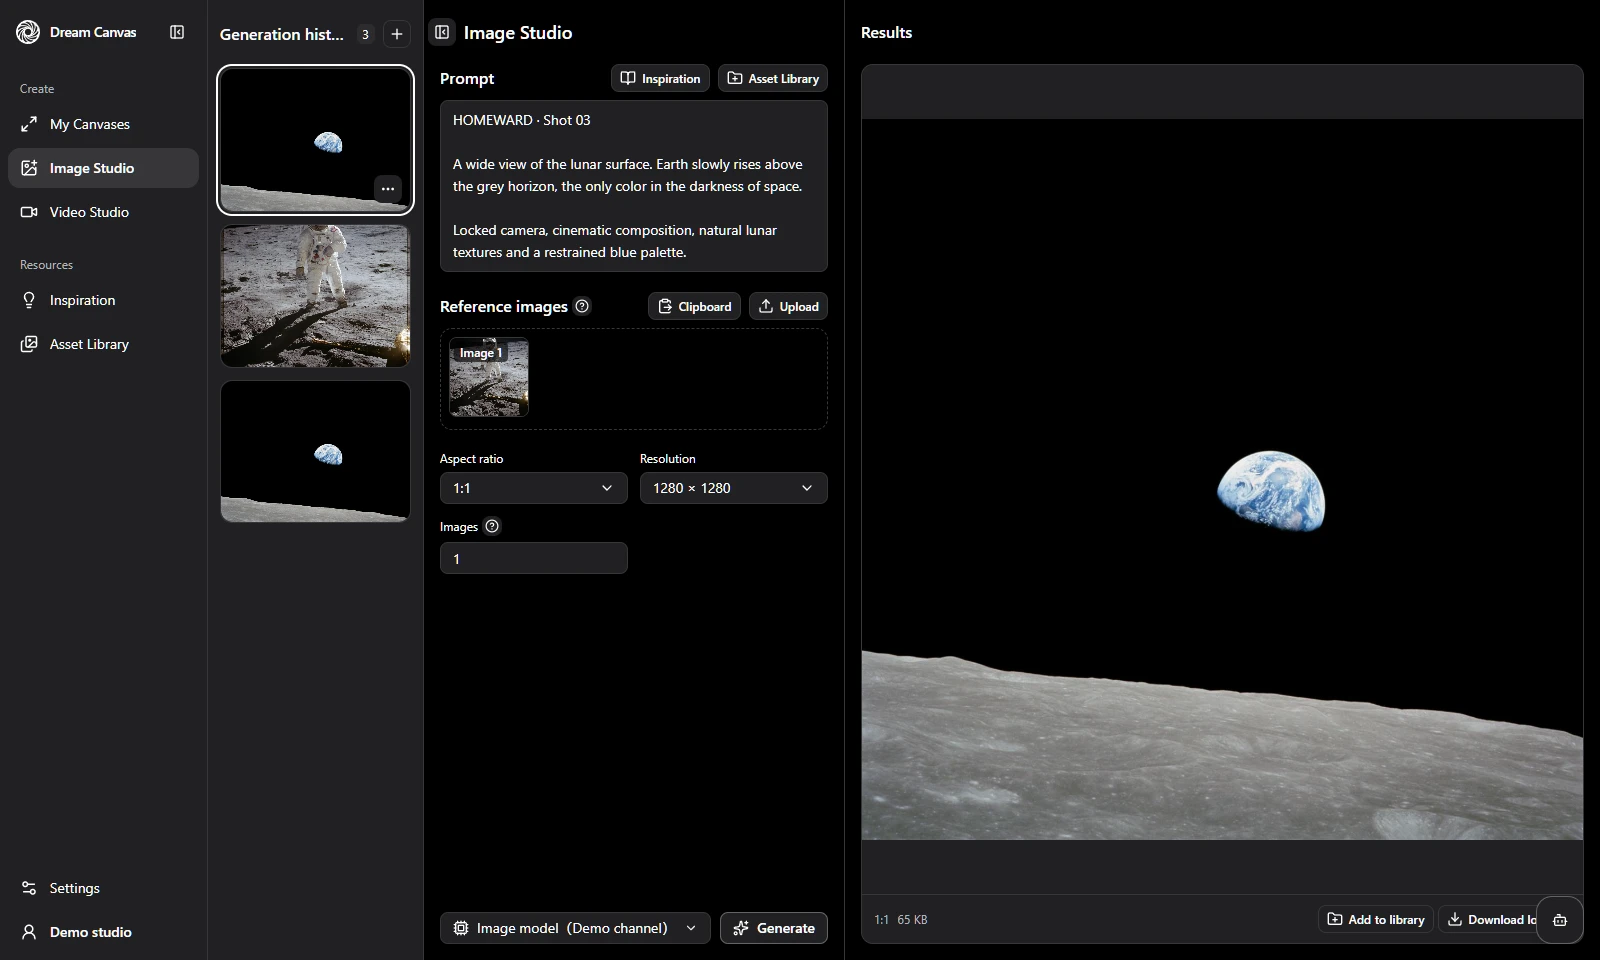 Dream Canvas
Create
My Canvases
Image Studio
Video Studio
Resources
Inspiration
Asset Library
Settings
Demo studio
Generation hist... 3
Image Studio
Prompt
Inspiration
Asset Library
HOMEWARD · Shot 03
A wide view of the lunar surface. Earth slowly rises above
the grey horizon, the only color in the darkness of space.
Locked camera, cinematic composition, natural lunar
textures and a restrained blue palette.
Reference images
Clipboard
Upload
Image 1
Aspect ratio
Resolution
1:1
1280 × 1280
Images
1
Image model (Demo channel)
Generate
Results
1:1 65 KB
Add to library
Download lo